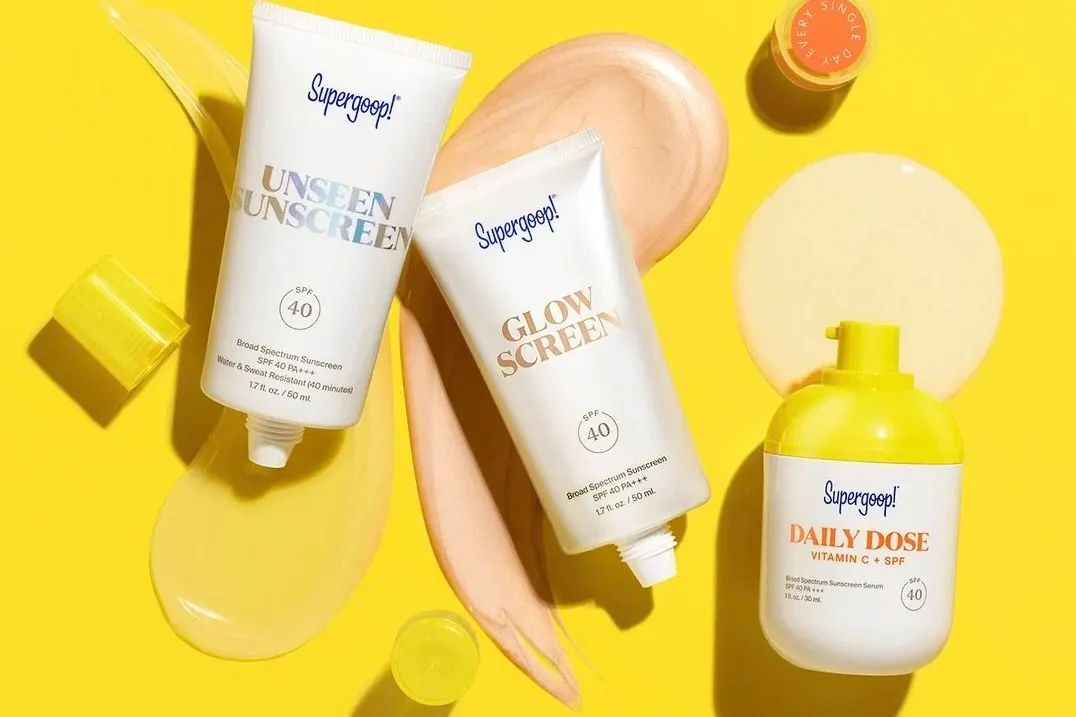 Supergoop!
UNSEEN
SUNSCREEN
SPF
40
Broad Spectrum Sunscreen
SPF 40 PA+++
Water & Sweat Resistant (40 minutes)
1.7 fl. oz. / 50 ml.
Supergoop!
GLOW
SCREEN
SPF
40
Broad Spectrum Sunscreen
SPF 40 PA+++
1.7 fl. oz. / 50 ml.
EVERY SINGLE DAY
Supergoop!
DAILY DOSE
VITAMIN C + SPF
Broad Spectrum Sunscreen Serum
SPF 40 PA +++
1 fl. oz. / 30 ml.
SPF
40